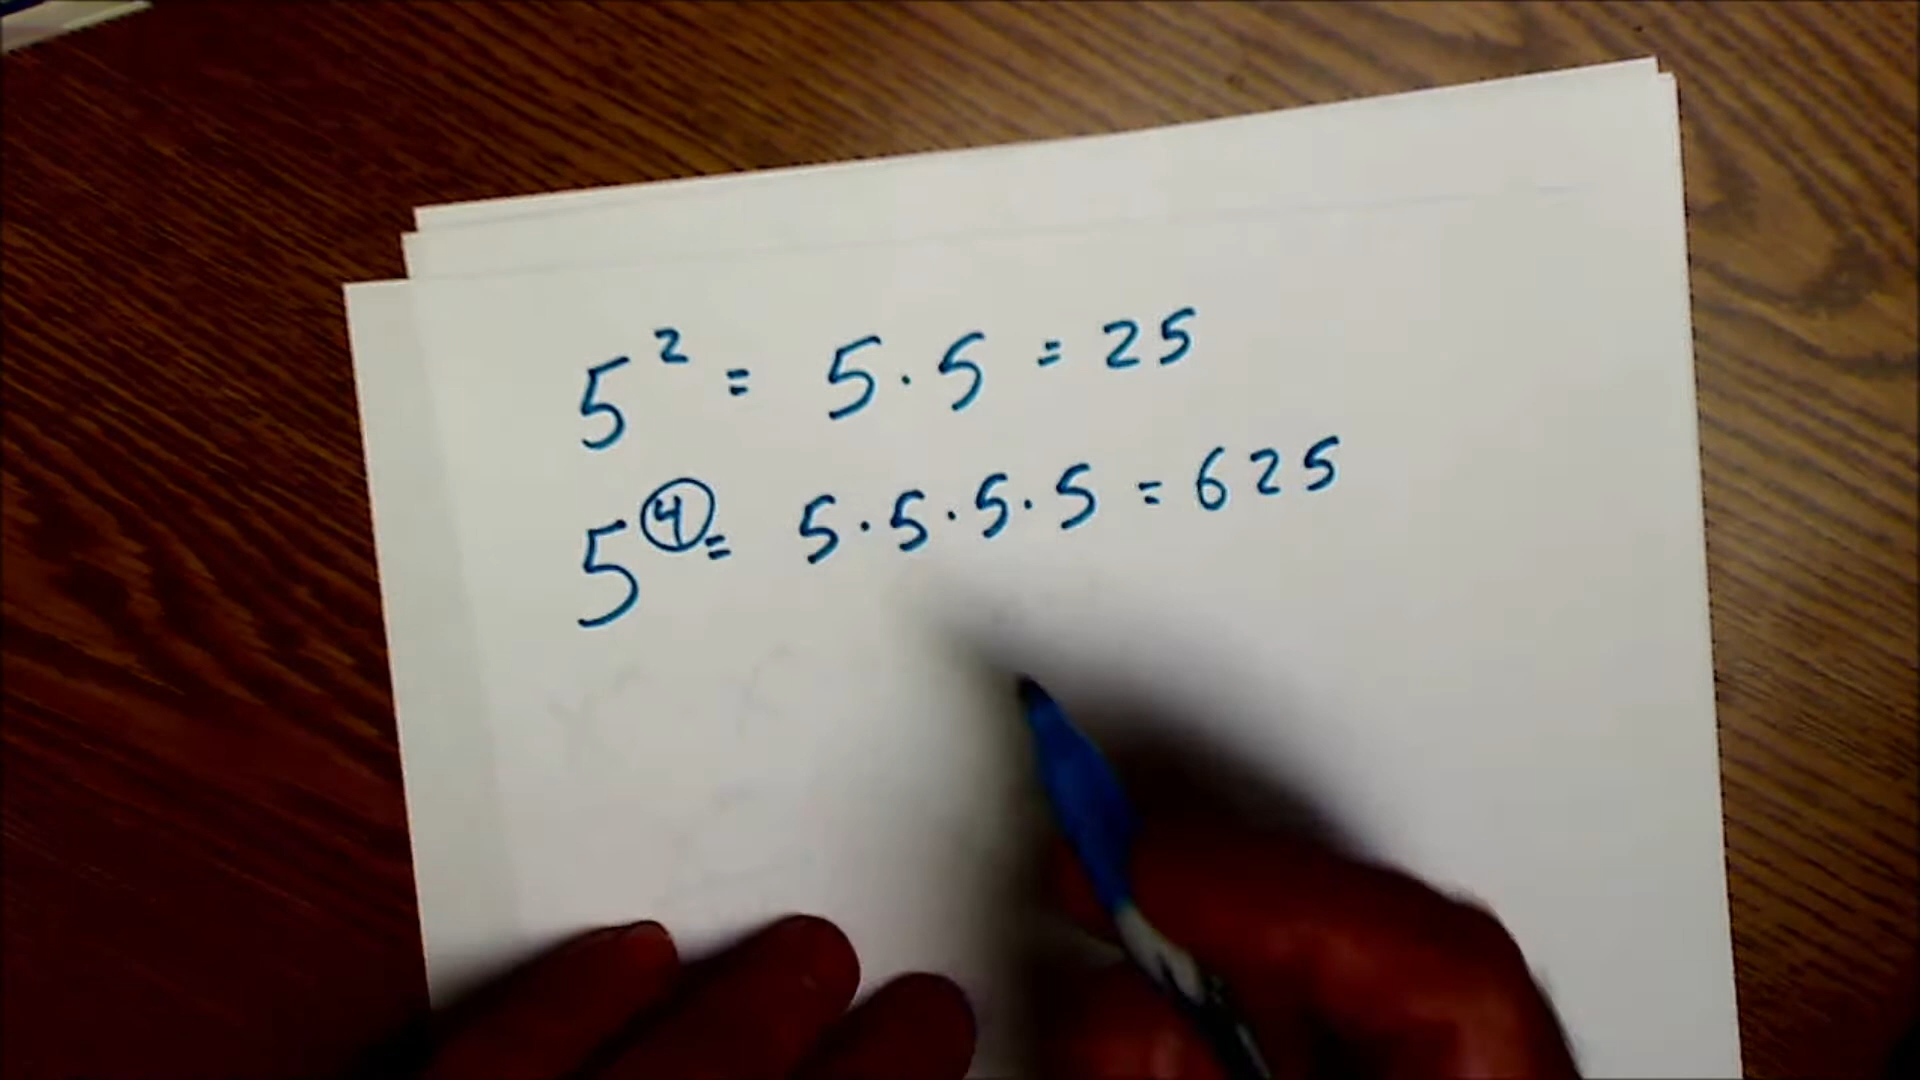 5² = 5 · 5 = 25
5④ = 5 · 5 · 5 · 5 = 625